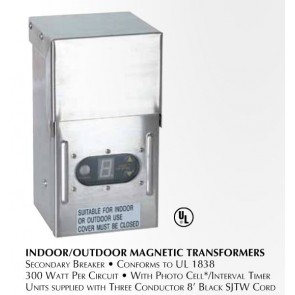 SUITABLE FOR INDOOR
OR OUTDOOR USE
COVER MUST BE CLOSED
UL
INDOOR/OUTDOOR MAGNETIC TRANSFORMERS
SECONDARY BREAKER • CONFORMS TO UL 1838
300 WATT PER CIRCUIT • WITH PHOTO CELL*/INTERVAL TIMER
UNITS SUPPLIED WITH THREE CONDUCTOR 8' BLACK SJTW CORD